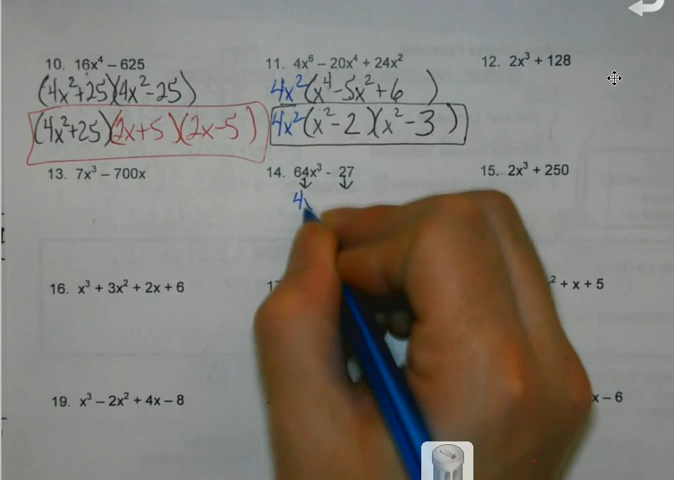 10. 16x⁴ – 625
(4x²+25)(4x²-25)
(4x²+25)(2x+5)(2x-5)
11. 4x⁶ – 20x⁴ + 24x²
4x²(x⁴-5x²+6)
4x²(x²-2)(x²-3)
12. 2x³ + 128
13. 7x³ – 700x
14. 64x³ - 27
4
15. 2x³ + 250
16. x³ + 3x² + 2x + 6
² + x + 5
19. x³ – 2x² + 4x – 8
x – 6